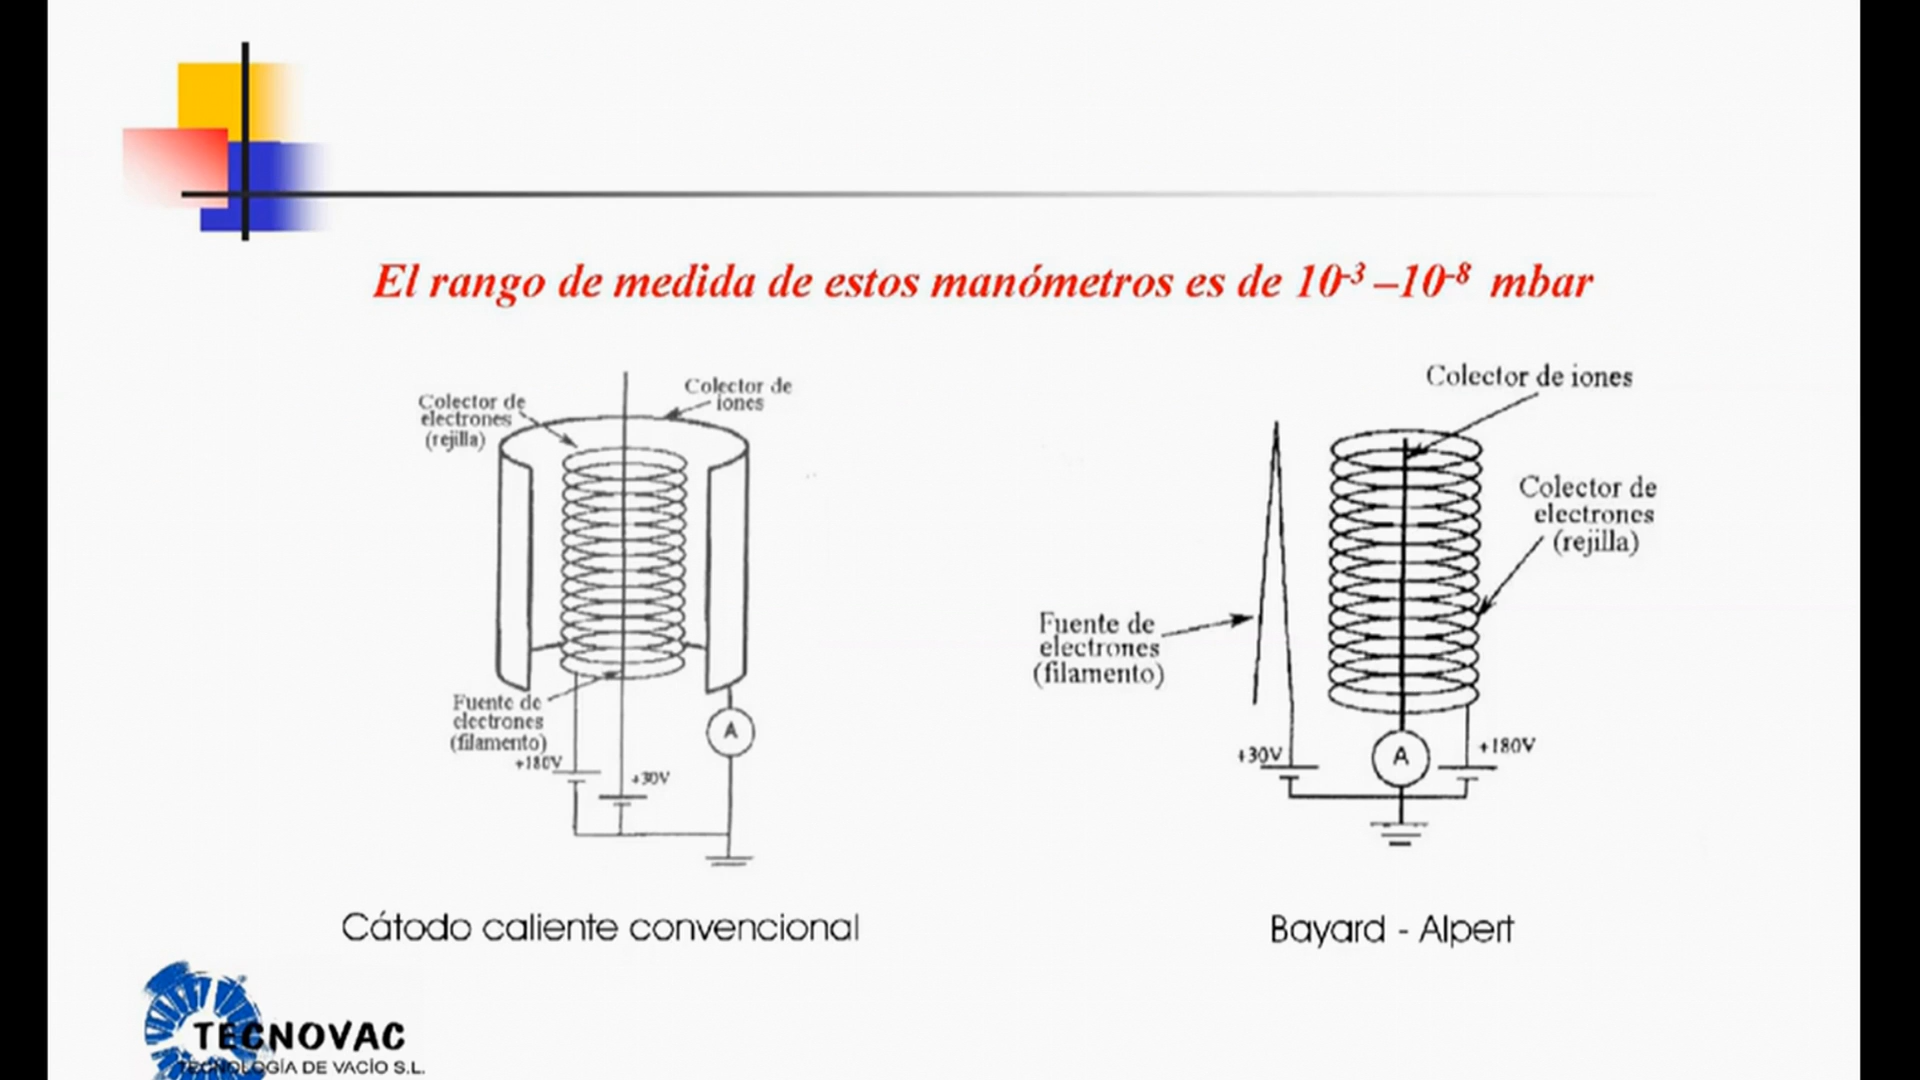 El rango de medida de estos manómetros es de 10⁻³ –10⁻⁸ mbar
Colector de
electrones
(rejilla)
Colector de
iones
Fuente de
electrones
(filamento)
+180V
+30V
A
Colector de iones
Colector de
electrones
(rejilla)
Fuente de
electrones
(filamento)
+30V
A
+180V
Cátodo caliente convencional
Bayard - Alpert
TECNOVAC
TECNOLOGÍA DE VACÍO S.L.